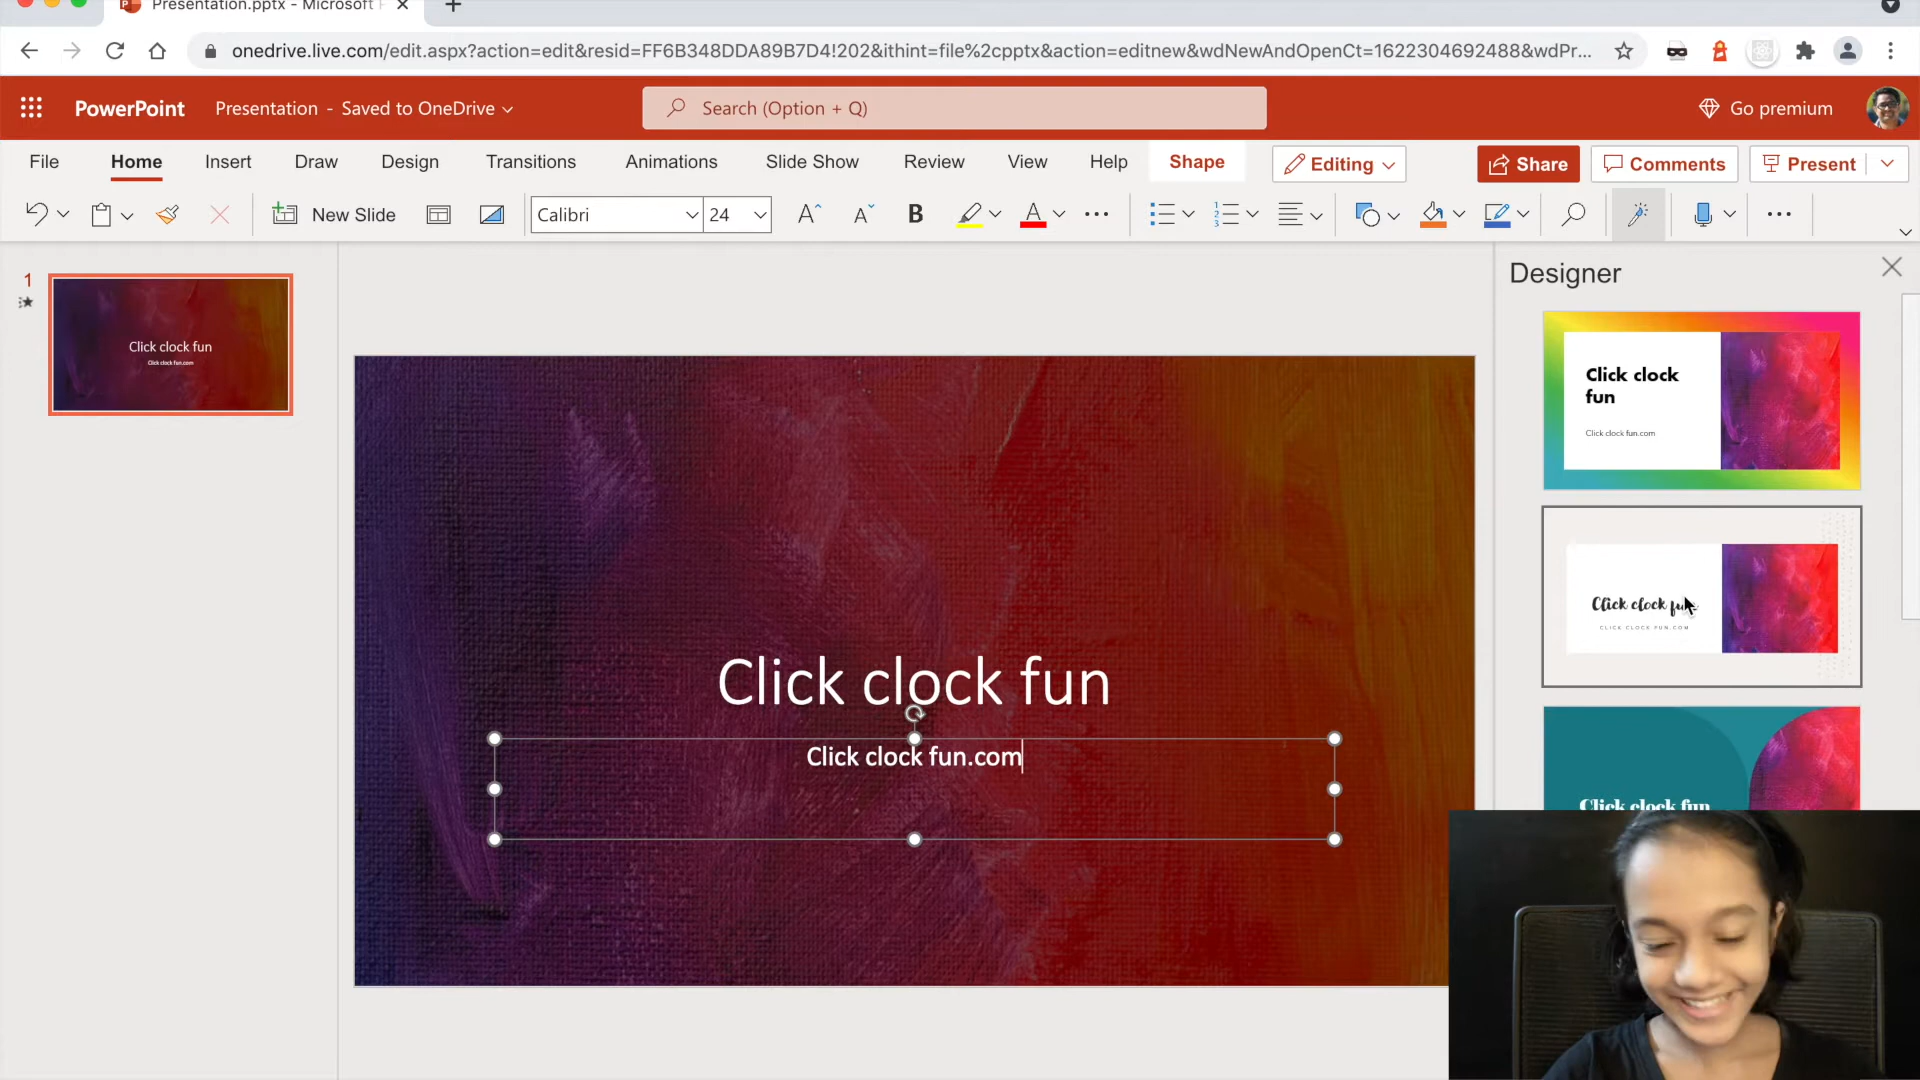 Presentation.pptx - Microsoft
onedrive.live.com/edit.aspx?action=edit&resid=FF6B348DDA89B7D4!202&ithint=file%2cpptx&action=editnew&wdNewAndOpenCt=1622304692488&wdPr...
PowerPoint
Presentation - Saved to OneDrive
Search (Option + Q)
Go premium
File
Home
Insert
Draw
Design
Transitions
Animations
Slide Show
Review
View
Help
Shape
Editing
Share
Comments
Present
New Slide
Calibri
24
1
Click clock fun
Click clock fun.com
Click clock fun
Click clock fun.com
Designer
Click clock
fun
Click clock fun.com
Click clock fun
CLICK CLOCK FUN.COM
Click clock fun